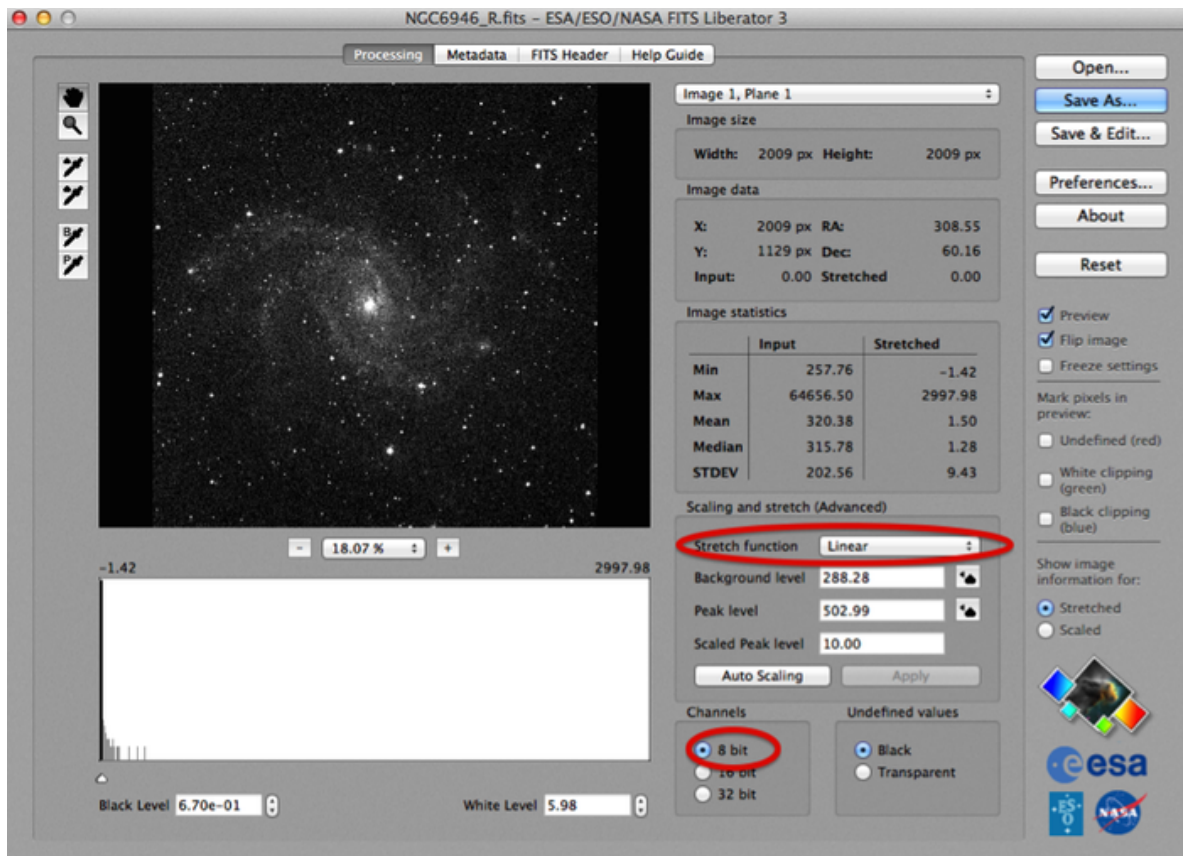 NGC6946_R.fits – ESA/ESO/NASA FITS Liberator 3
Processing Metadata FITS Header Help Guide
Open...
Save As...
Save & Edit...
Preferences...
About
Reset
Preview
Flip image
Freeze settings
Mark pixels in
preview:
Undefined (red)
White clipping
(green)
Black clipping
(blue)
Show image
information for:
Stretched
Scaled
Image 1, Plane 1
Image size
Width: 2009 px Height: 2009 px
Image data
X: 2009 px RA: 308.55
Y: 1129 px Dec: 60.16
Input: 0.00 Stretched 0.00
Image statistics
Input Stretched
Min 257.76 -1.42
Max 64656.50 2997.98
Mean 320.38 1.50
Median 315.78 1.28
STDEV 202.56 9.43
Scaling and stretch (Advanced)
Stretch function Linear
Background level 288.28
Peak level 502.99
Scaled Peak level 10.00
Auto Scaling Apply
Channels
8 bit
16 bit
32 bit
Undefined values
Black
Transparent
B
P
- 18.07 % +
-1.42 2997.98
Black Level 6.70e-01 White Level 5.98
esa
ESO
NASA